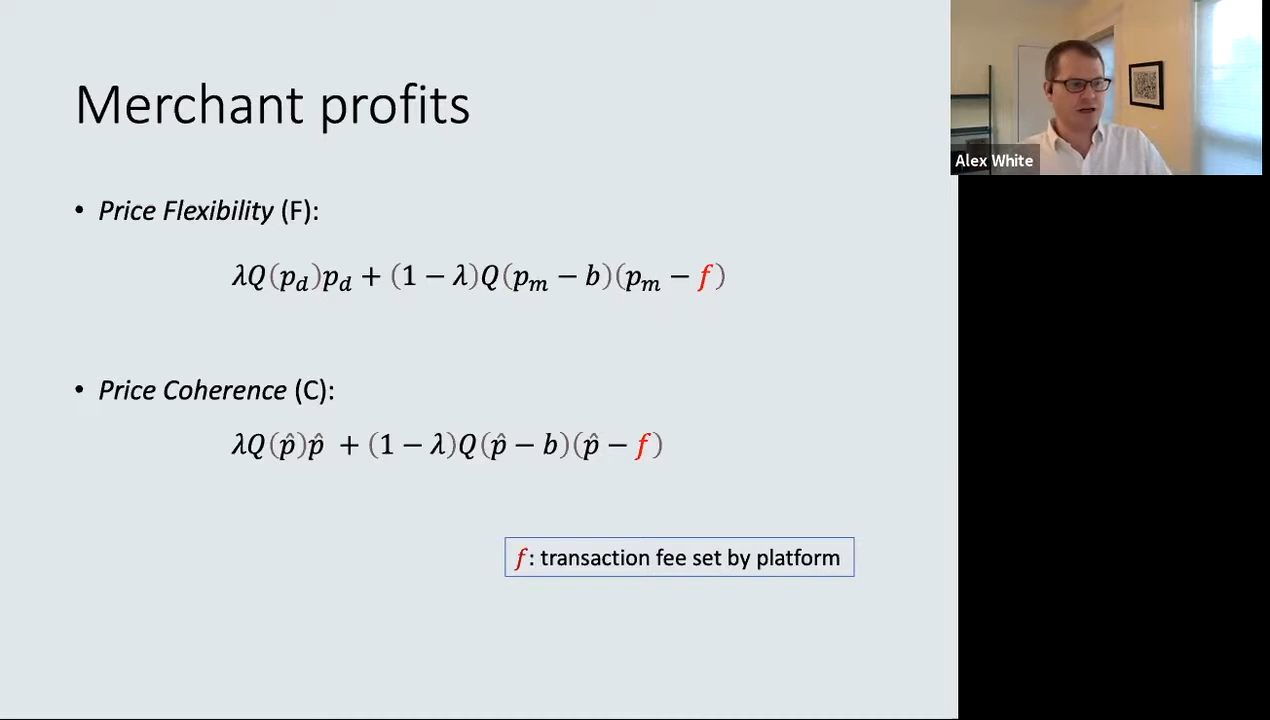 Merchant profits
• Price Flexibility (F):
λQ(p_d)p_d + (1 − λ)Q(p_m − b)(p_m − f)
• Price Coherence (C):
λQ(p̂)p̂ + (1 − λ)Q(p̂ − b)(p̂ − f)
f: transaction fee set by platform
Alex White